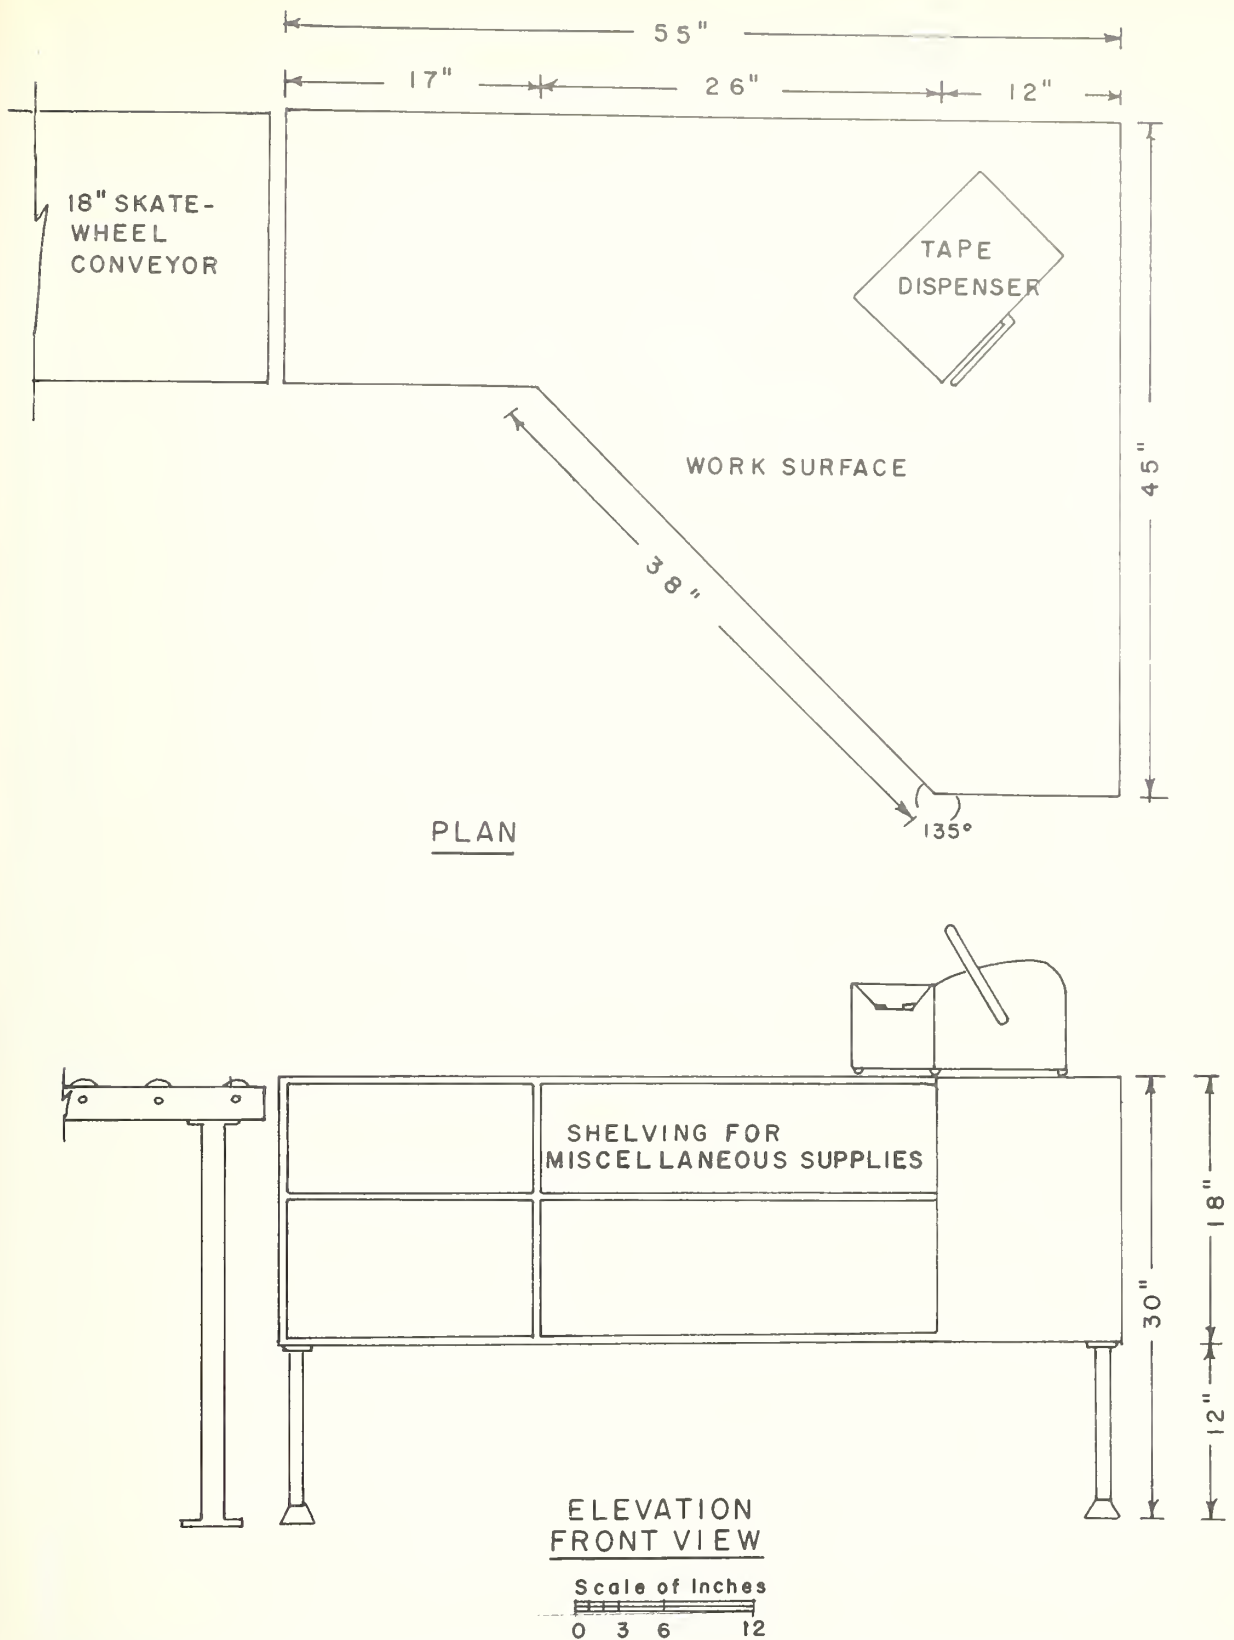 55"
17" 26" 12"
18" SKATE-
WHEEL
CONVEYOR
TAPE
DISPENSER
WORK SURFACE
45"
38"
135°
PLAN
SHELVING FOR
MISCELLANEOUS SUPPLIES
18"
30"
12"
ELEVATION
FRONT VIEW
Scale of Inches
0 3 6 12